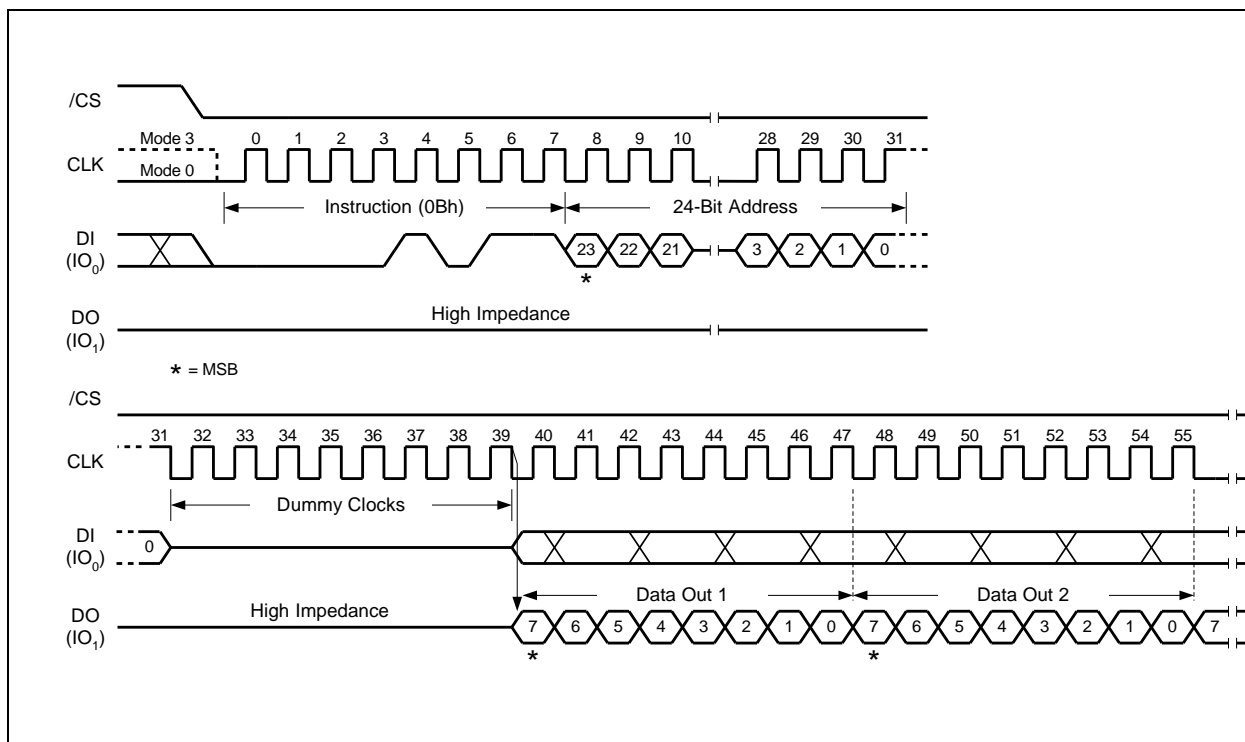 /CS
Mode 3 0 1 2 3 4 5 6 7 8 9 10 28 29 30 31
CLK Mode 0
Instruction (0Bh) 24-Bit Address
DI
(IO0) 23 22 21 3 2 1 0
*
DO High Impedance
(IO1)
* = MSB
/CS
31 32 33 34 35 36 37 38 39 40 41 42 43 44 45 46 47 48 49 50 51 52 53 54 55
CLK
Dummy Clocks
DI
(IO0) 0
Data Out 1 Data Out 2
DO High Impedance
(IO1) 7 6 5 4 3 2 1 0 7 6 5 4 3 2 1 0 7
* *